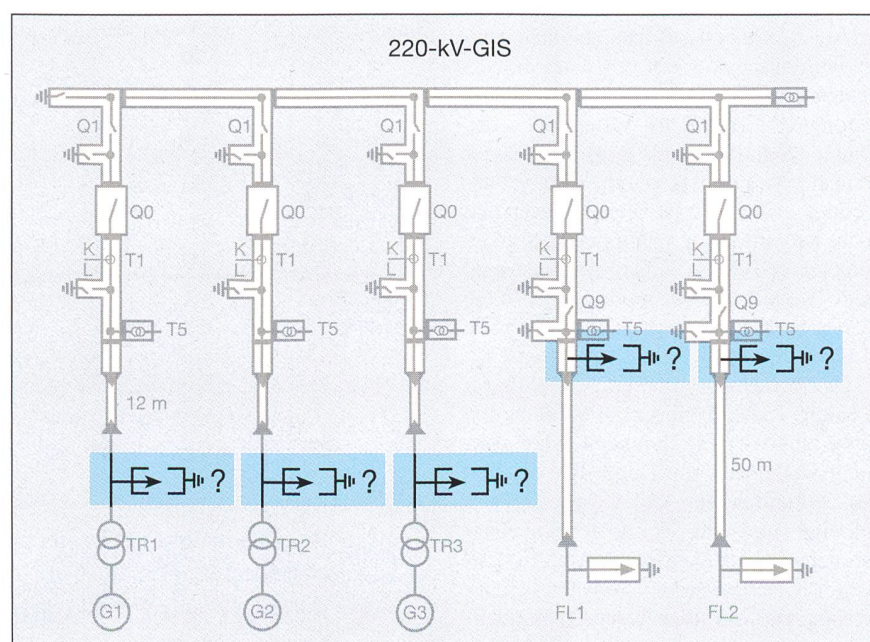 220-kV-GIS
Q1 Q1 Q1 Q1 Q1
Q0 Q0 Q0 Q0 Q0
K K K K K
T1 T1 T1 T1 T1
L L L L L
Q9 Q9
T5 T5 T5 T5 T5
? ?
12 m
50 m
? ? ?
TR1 TR2 TR3
G1 G2 G3 FL1 FL2